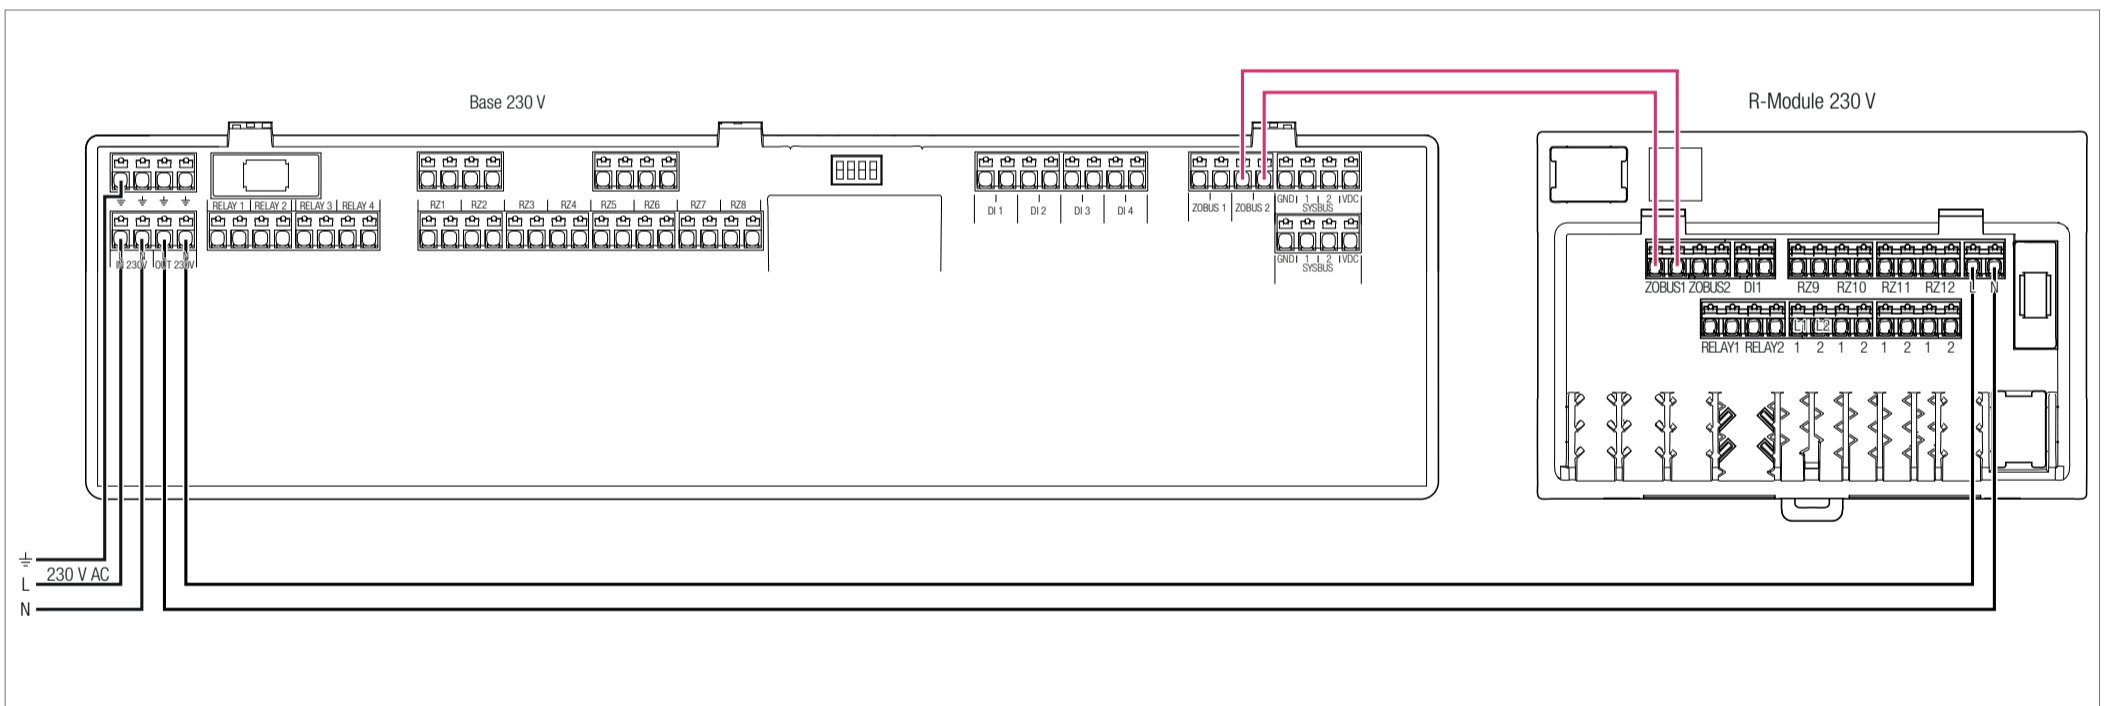 Base 230 V
R-Module 230 V
RELAY 1 RELAY 2 RELAY 3 RELAY 4
RZ1 RZ2 RZ3 RZ4 RZ5 RZ6 RZ7 RZ8
DI 1 DI 2 DI 3 DI 4
ZOBUS 1 ZOBUS 2
GND 1 2 VDC
SYSBUS
GND 1 2 VDC
SYSBUS
L N L N
IN 230V OUT 230V
ZOBUS1 ZOBUS2 DI1 RZ9 RZ10 RZ11 RZ12 L N
L1 L2
RELAY1 RELAY2 1 2 1 2 1 2 1 2
230 V AC
L
N